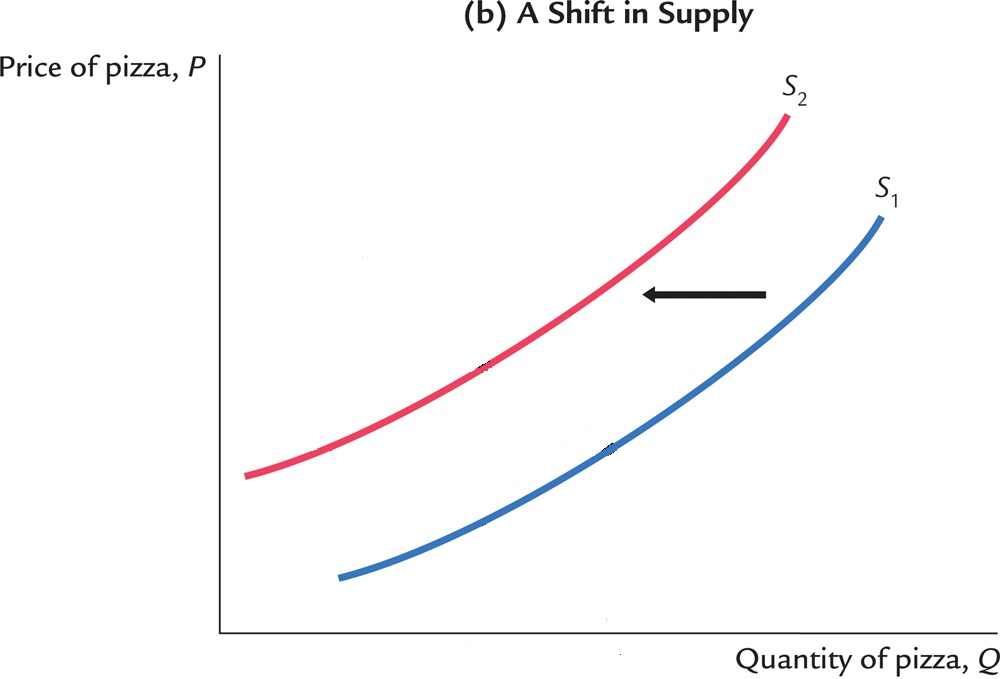 (b) A Shift in Supply
Price of pizza, P
S₂
S₁
Quantity of pizza, Q